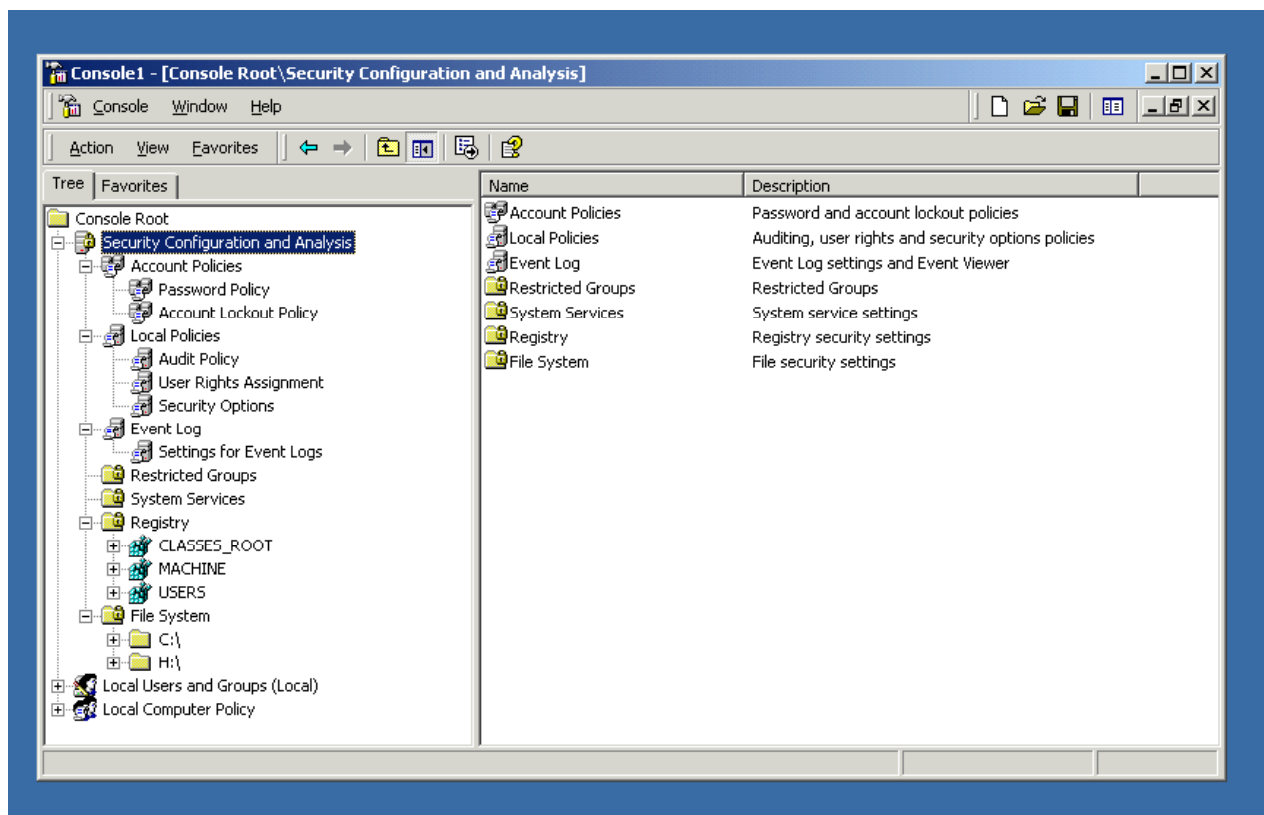 Console1 - [Console Root\Security Configuration and Analysis]
Console Window Help
Action View Favorites
Tree Favorites
Name Description
Console Root
Security Configuration and Analysis
Account Policies
Password Policy
Account Lockout Policy
Local Policies
Audit Policy
User Rights Assignment
Security Options
Event Log
Settings for Event Logs
Restricted Groups
System Services
Registry
CLASSES_ROOT
MACHINE
USERS
File System
C:\
H:\
Local Users and Groups (Local)
Local Computer Policy
Account Policies Password and account lockout policies
Local Policies Auditing, user rights and security options policies
Event Log Event Log settings and Event Viewer
Restricted Groups Restricted Groups
System Services System service settings
Registry Registry security settings
File System File security settings